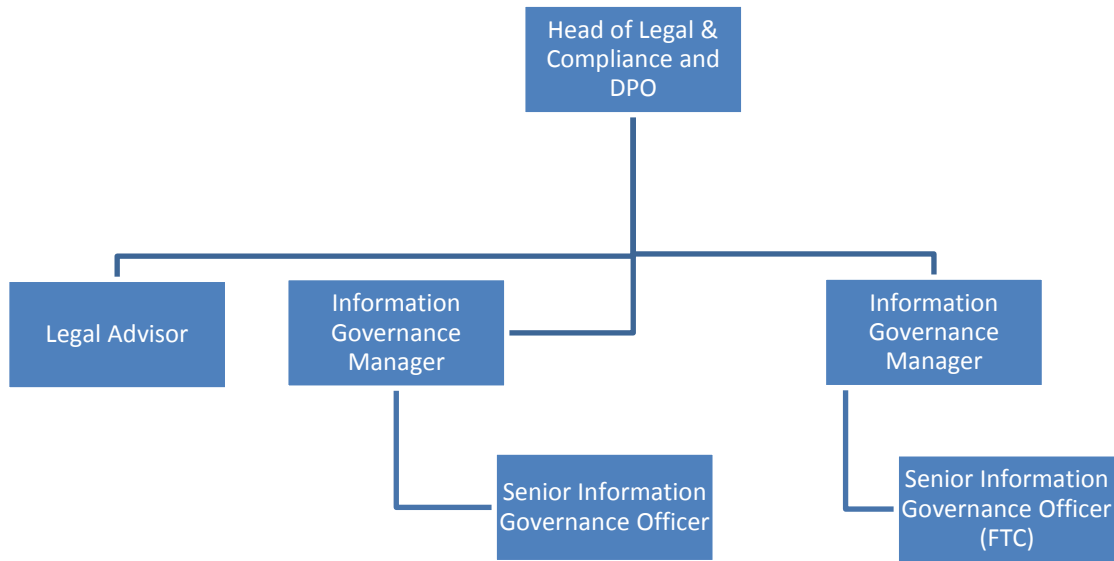 Head of Legal &
Compliance and
DPO
Legal Advisor
Information
Governance
Manager
Information
Governance
Manager
Senior Information
Governance Officer
Senior Information
Governance Officer
(FTC)